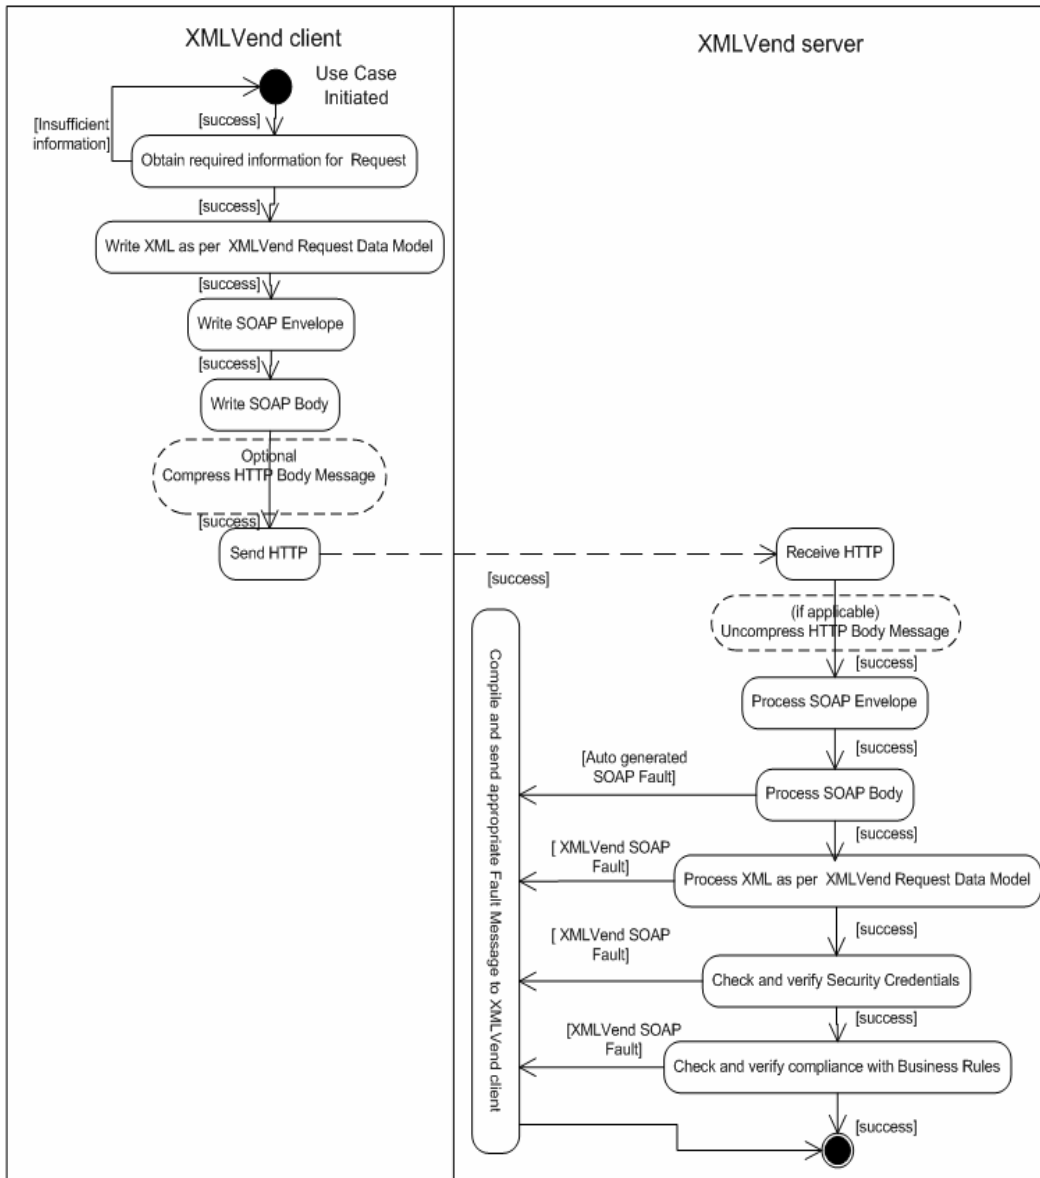 XMLVend client
Use Case
Initiated
[Insufficient
information]
[success]
Obtain required information for Request
[success]
Write XML as per XMLVend Request Data Model
[success]
Write SOAP Envelope
[success]
Write SOAP Body
Optional
Compress HTTP Body Message
[success]
Send HTTP
XMLVend server
[success]
Receive HTTP
(if applicable)
Uncompress HTTP Body Message
[success]
Process SOAP Envelope
[success]
[Auto generated
SOAP Fault]
Process SOAP Body
[success]
[ XMLVend SOAP
Fault]
Process XML as per XMLVend Request Data Model
[success]
[ XMLVend SOAP
Fault]
Check and verify Security Credentials
[success]
[XMLVend SOAP
Fault]
Check and verify compliance with Business Rules
[success]
Compile and send appropriate Fault Message to XMLVend client